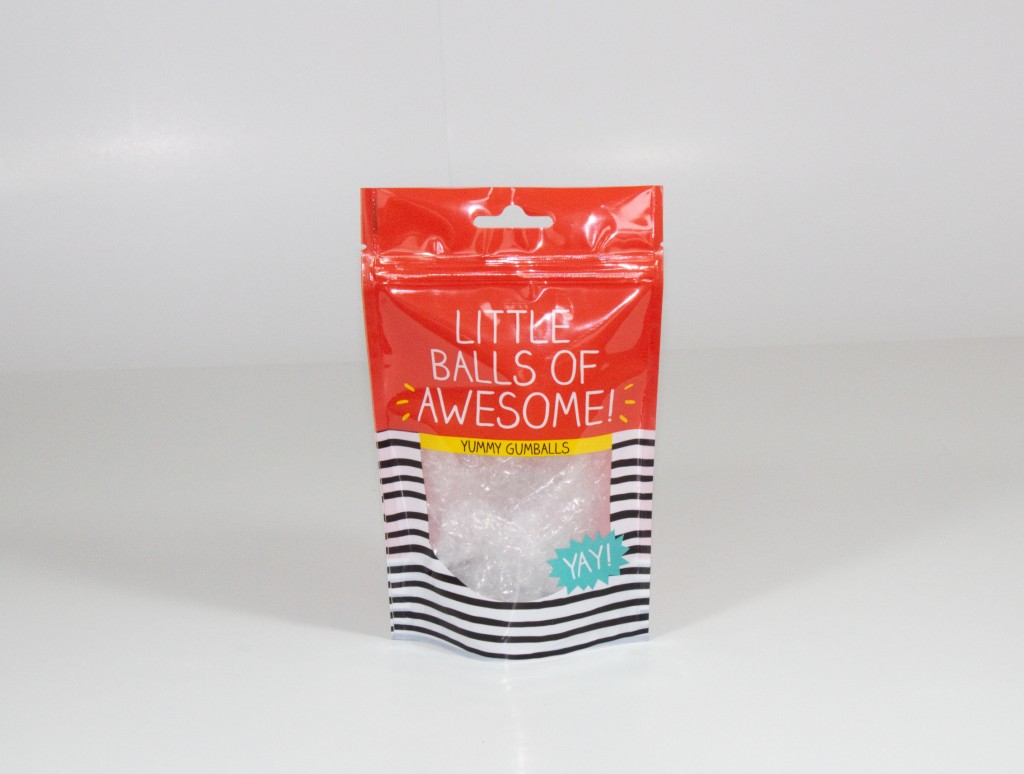 LITTLE
BALLS OF
AWESOME!
YUMMY GUMBALLS
YAY!